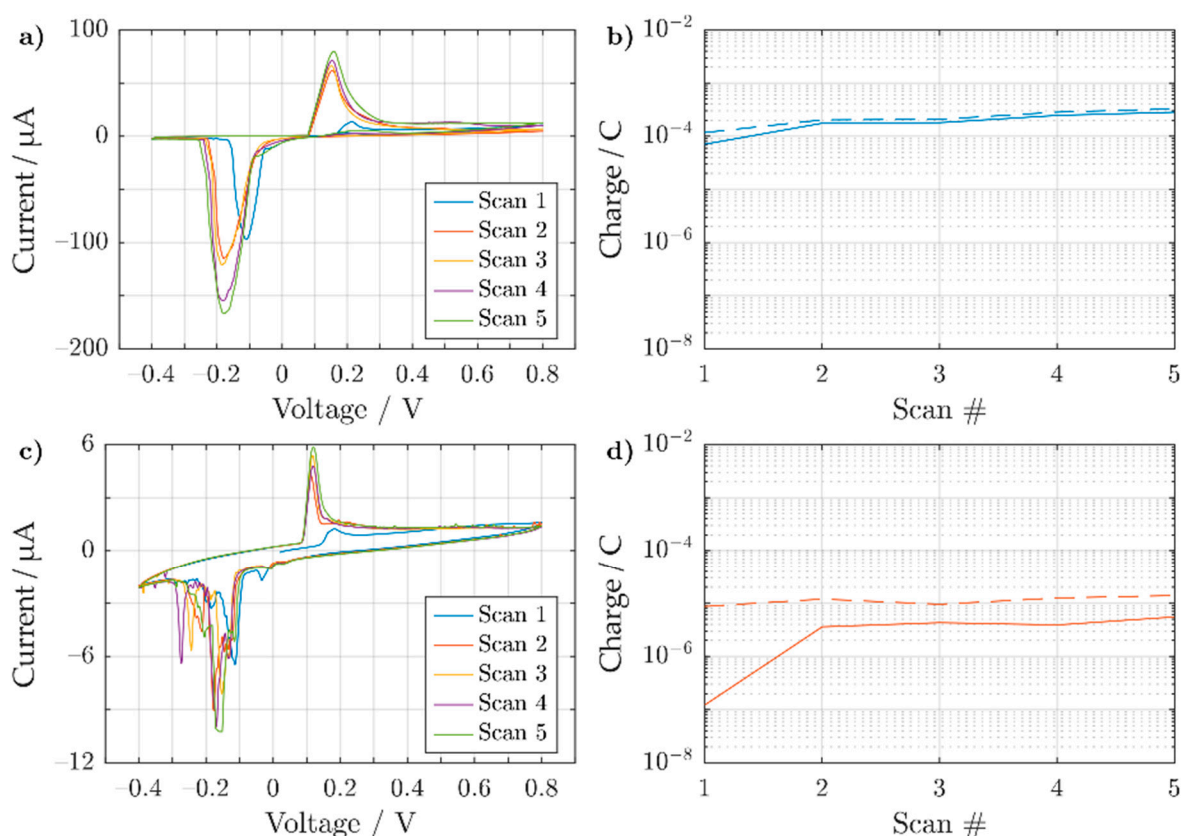 a)
100
0
−100
−200
Current / μA
−0.4 −0.2 0 0.2 0.4 0.6 0.8
Voltage / V
Scan 1
Scan 2
Scan 3
Scan 4
Scan 5
b)
10⁻²
10⁻⁴
10⁻⁶
10⁻⁸
Charge / C
1 2 3 4 5
Scan #
c)
6
0
−6
−12
Current / μA
−0.4 −0.2 0 0.2 0.4 0.6 0.8
Voltage / V
Scan 1
Scan 2
Scan 3
Scan 4
Scan 5
d)
10⁻²
10⁻⁴
10⁻⁶
10⁻⁸
Charge / C
1 2 3 4 5
Scan #